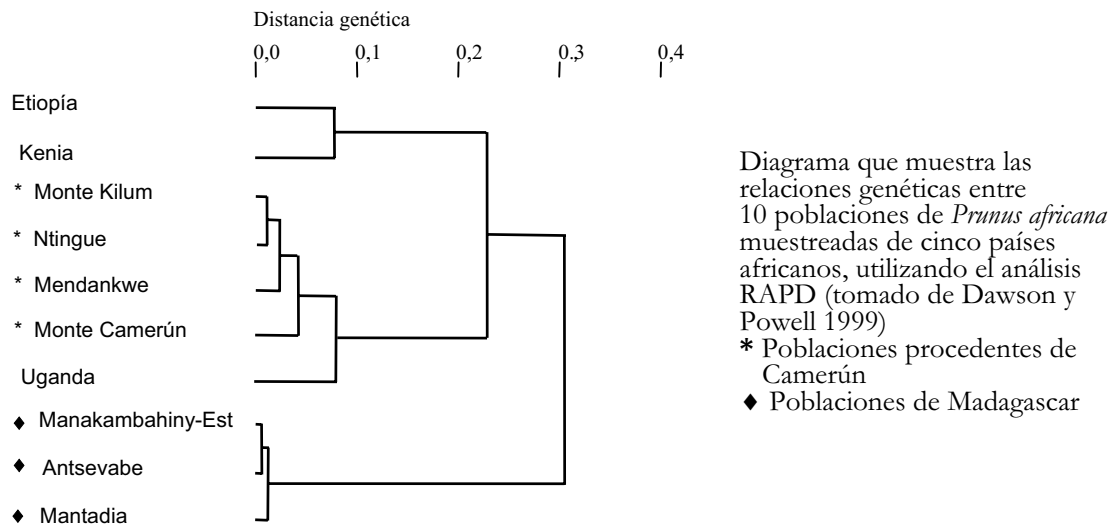 Distancia genética
0,0 0,1 0,2 0.3 0,4
Etiopía
Kenia
* Monte Kilum
* Ntingue
* Mendankwe
* Monte Camerún
Uganda
♦ Manakambahiny-Est
♦ Antsevabe
♦ Mantadia
Diagrama que muestra las
relaciones genéticas entre
10 poblaciones de Prunus africana
muestreadas de cinco países
africanos, utilizando el análisis
RAPD (tomado de Dawson y
Powell 1999)
* Poblaciones procedentes de
Camerún
♦ Poblaciones de Madagascar